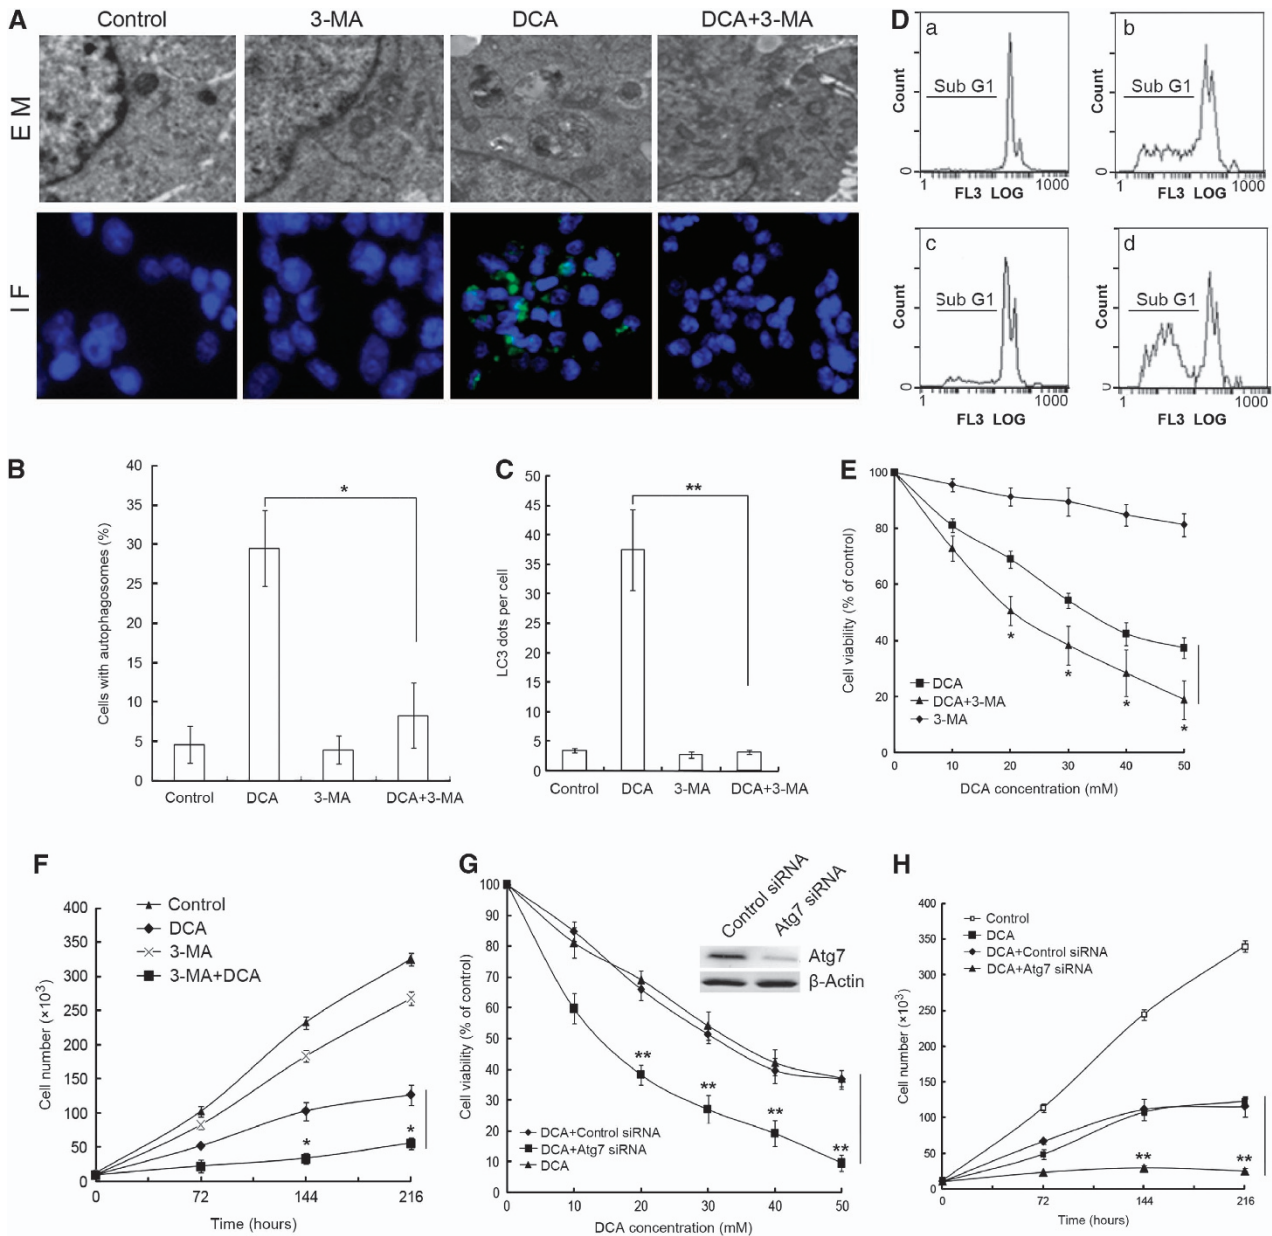 A
Control
3-MA
DCA
DCA+3-MA
EM
IF
D
a
Sub G1
Count
0
1
1000
FL3 LOG
b
Sub G1
Count
0
1
1000
FL3 LOG
c
Sub G1
Count
0
1
1000
FL3 LOG
d
Sub G1
Count
1
1000
FL3 LOG
B
Cells with autophagosomes (%)
40
35
30
25
20
15
10
5
0
*
Control
DCA
3-MA
DCA+3-MA
C
LC3 dots per cell
50
45
40
35
30
25
20
15
10
5
0
**
Control
DCA
3-MA
DCA+3-MA
E
Cell viability (% of control)
100
80
60
40
20
0
*
*
*
*
DCA
DCA+3-MA
3-MA
0 10 20 30 40 50
DCA concentration (mM)
F
Cell number (×10³)
400
350
300
250
200
150
100
50
0
Control
DCA
3-MA
3-MA+DCA
*
*
0 72 144 216
Time (hours)
G
Cell viability (% of control)
100
90
80
70
60
50
40
30
20
10
0
Control siRNA
Atg7 siRNA
Atg7
β-Actin
**
**
**
**
DCA+Control siRNA
DCA+Atg7 siRNA
DCA
0 10 20 30 40 50
DCA concentration (mM)
H
Cell number (×10³)
400
350
300
250
200
150
100
50
0
Control
DCA
DCA+Control siRNA
DCA+Atg7 siRNA
**
**
0 72 144 216
Time (hours)